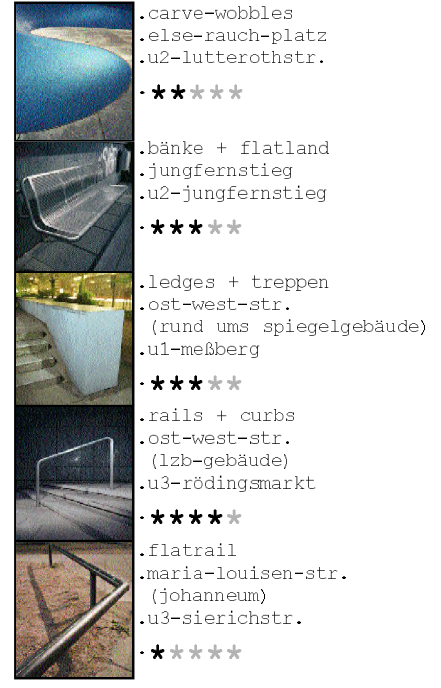 .carve-wobbles
.else-rauch-platz
.u2-lutterothstr.
·★★★★★
.bänke + flatland
.jungfernstieg
.u2-jungfernstieg
·★★★★★
.ledges + treppen
.ost-west-str.
(rund ums spiegelgebäude)
.u1-meßberg
·★★★★★
.rails + curbs
.ost-west-str.
(lzb-gebäude)
.u3-rödingsmarkt
·★★★★★
.flatrail
.maria-louisen-str.
(johanneum)
.u3-sierichstr.
·★★★★★